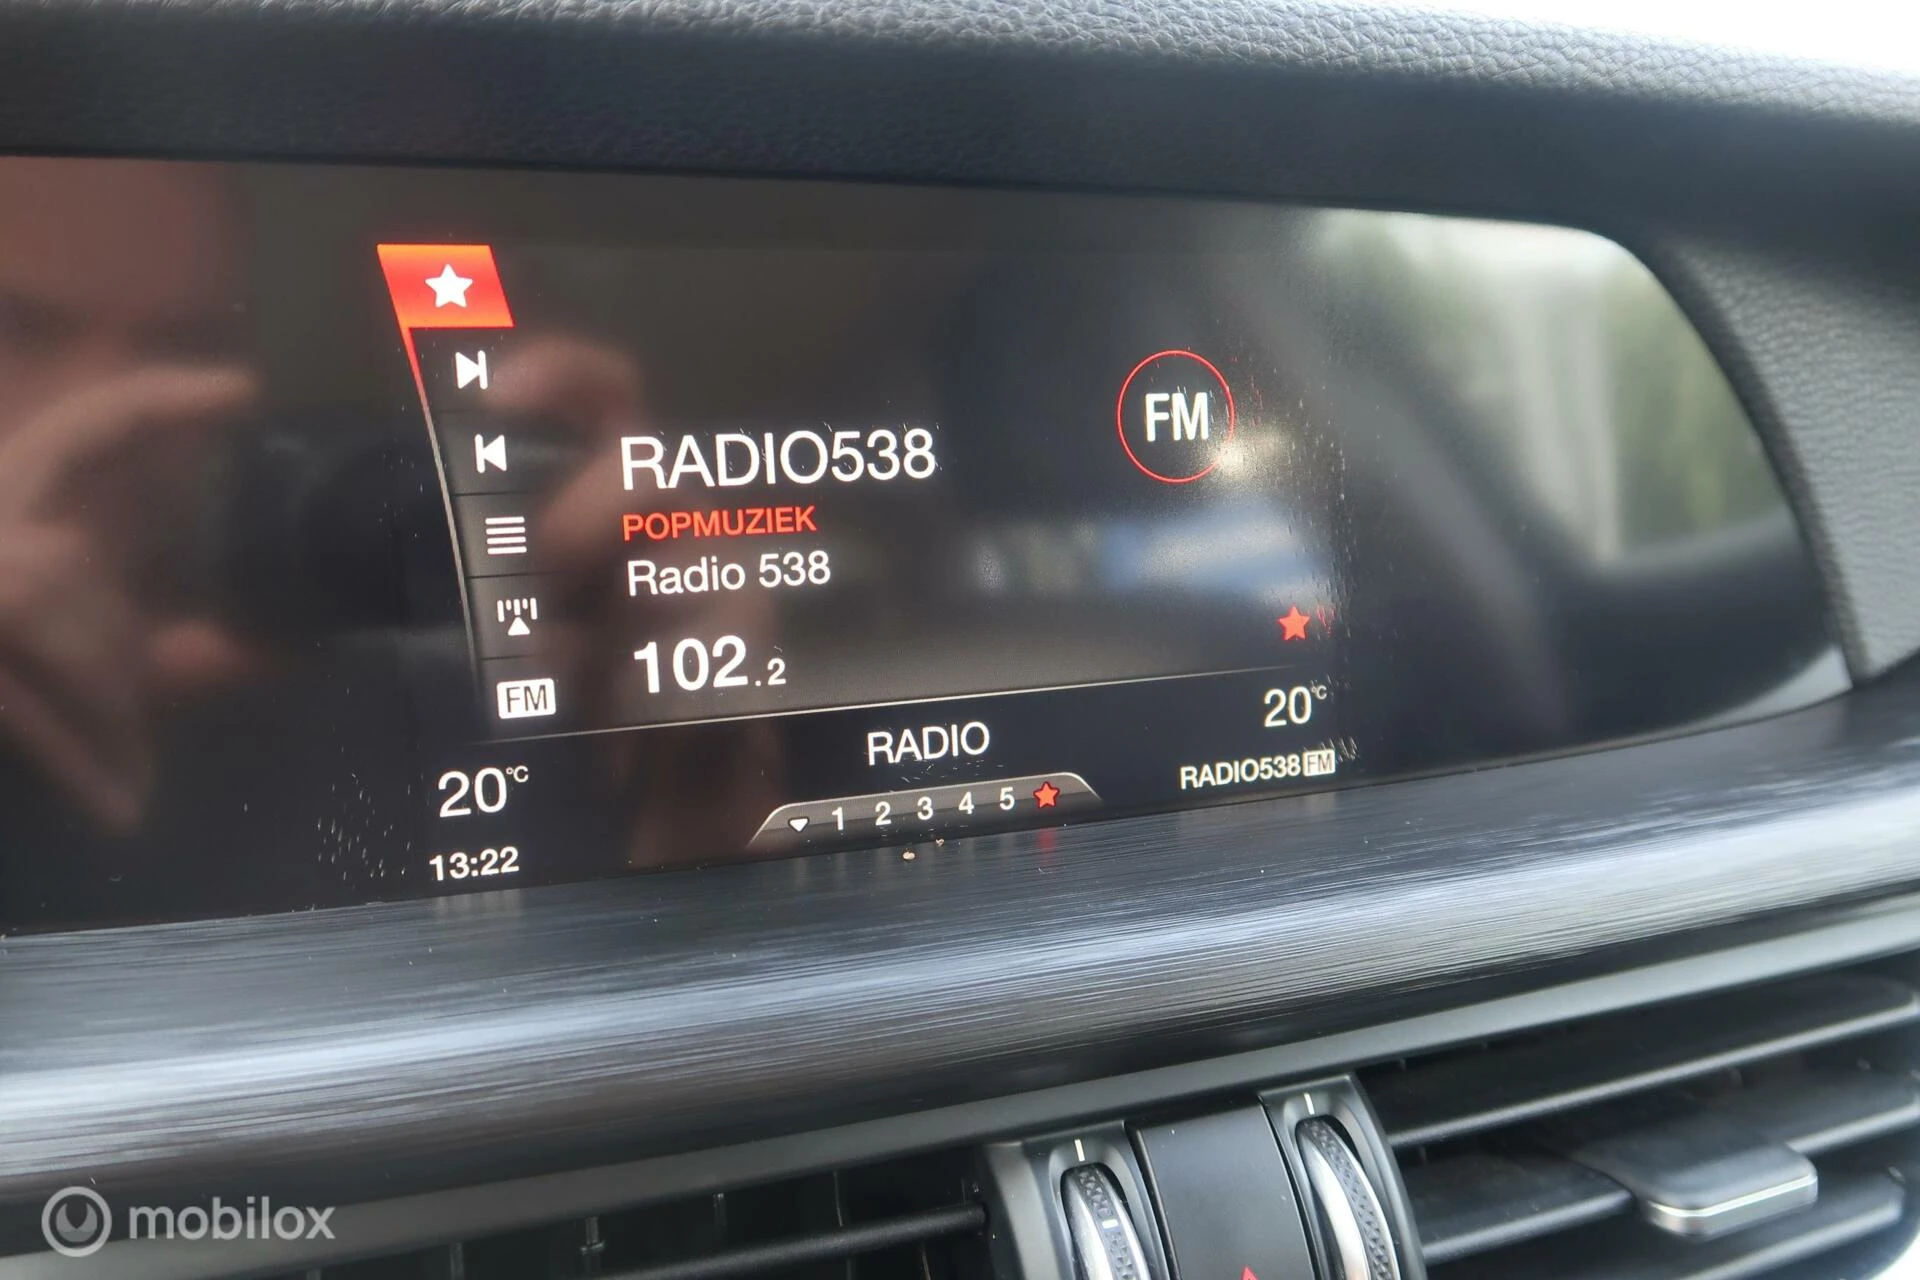 FM
RADIO538
POPMUZIEK
Radio 538
102.2
FM
RADIO
20°C
20°C
RADIO538 FM
1 2 3 4 5
13:22
mobilox